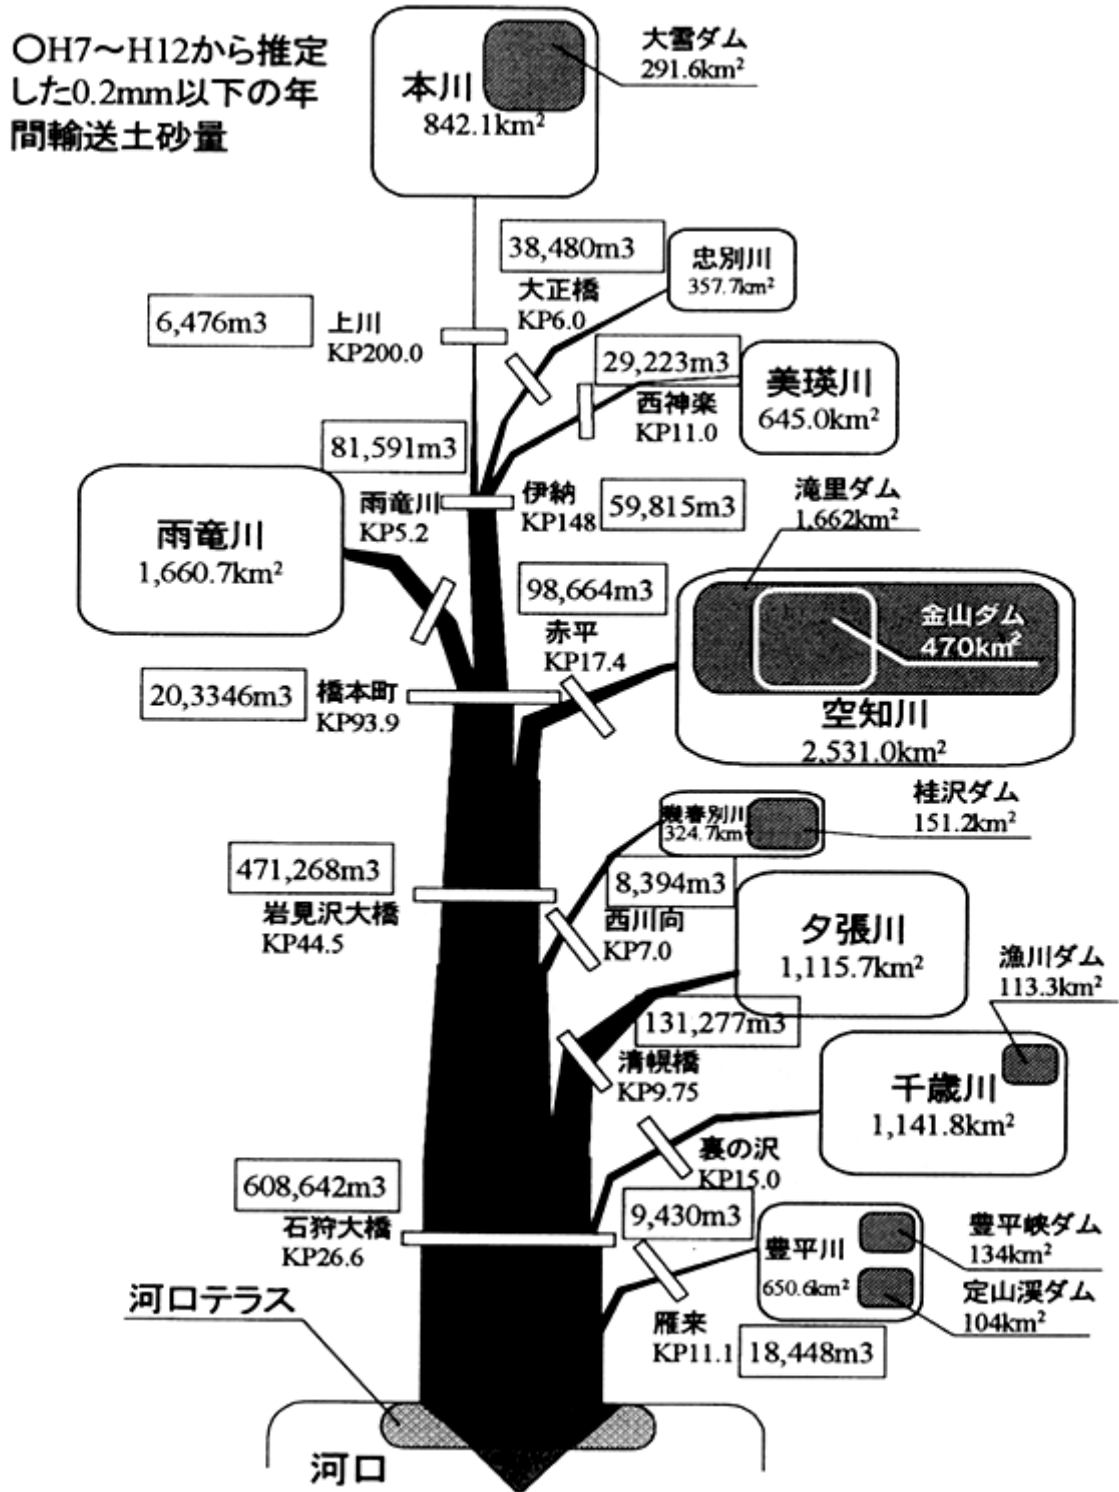 〇H7～H12から推定
した0.2mm以下の年
間輸送土砂量
本川
842.1km²
大雪ダム
291.6km²
38,480m3
大正橋
KP6.0
忠別川
357.7km²
6,476m3
上川
KP200.0
29,223m3
西神楽
KP11.0
美瑛川
645.0km²
81,591m3
雨竜川
KP5.2
伊納
KP148
59,815m3
雨竜川
1,660.7km²
滝里ダム
1,662km²
98,664m3
赤平
KP17.4
金山ダム
470km²
空知川
2,531.0km²
20,3346m3
橋本町
KP93.9
幾春別川
324.7km²
桂沢ダム
151.2km²
471,268m3
岩見沢大橋
KP44.5
8,394m3
西川向
KP7.0
夕張川
1,115.7km²
漁川ダム
113.3km²
131,277m3
清幌橋
KP9.75
千歳川
1,141.8km²
裏の沢
KP15.0
608,642m3
石狩大橋
KP26.6
9,430m3
豊平川
650.6km²
豊平峡ダム
134km²
定山渓ダム
104km²
雁来
KP11.1
18,448m3
河口テラス
河口